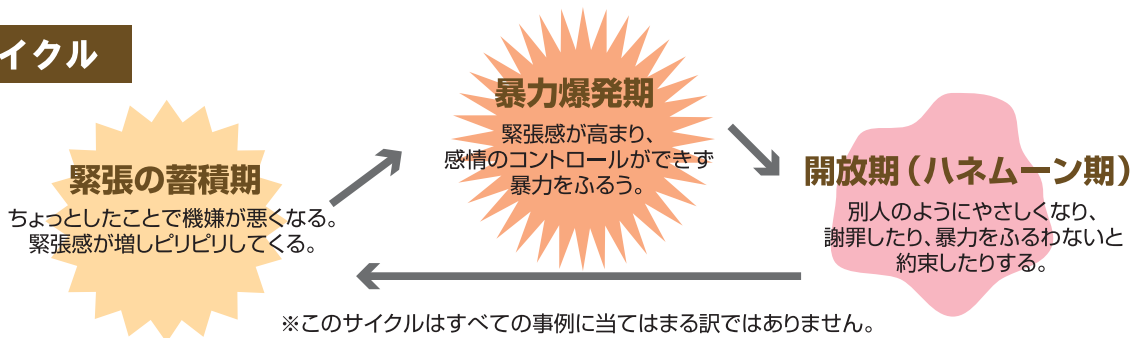 イクル
緊張の蓄積期
ちょっとしたことで機嫌が悪くなる。
緊張感が増しピリピリしてくる。
暴力爆発期
緊張感が高まり、
感情のコントロールができず
暴力をふるう。
開放期（ハネムーン期）
別人のようにやさしくなり、
謝罪したり、暴力をふるわないと
約束したりする。
※このサイクルはすべての事例に当てはまる訳ではありません。